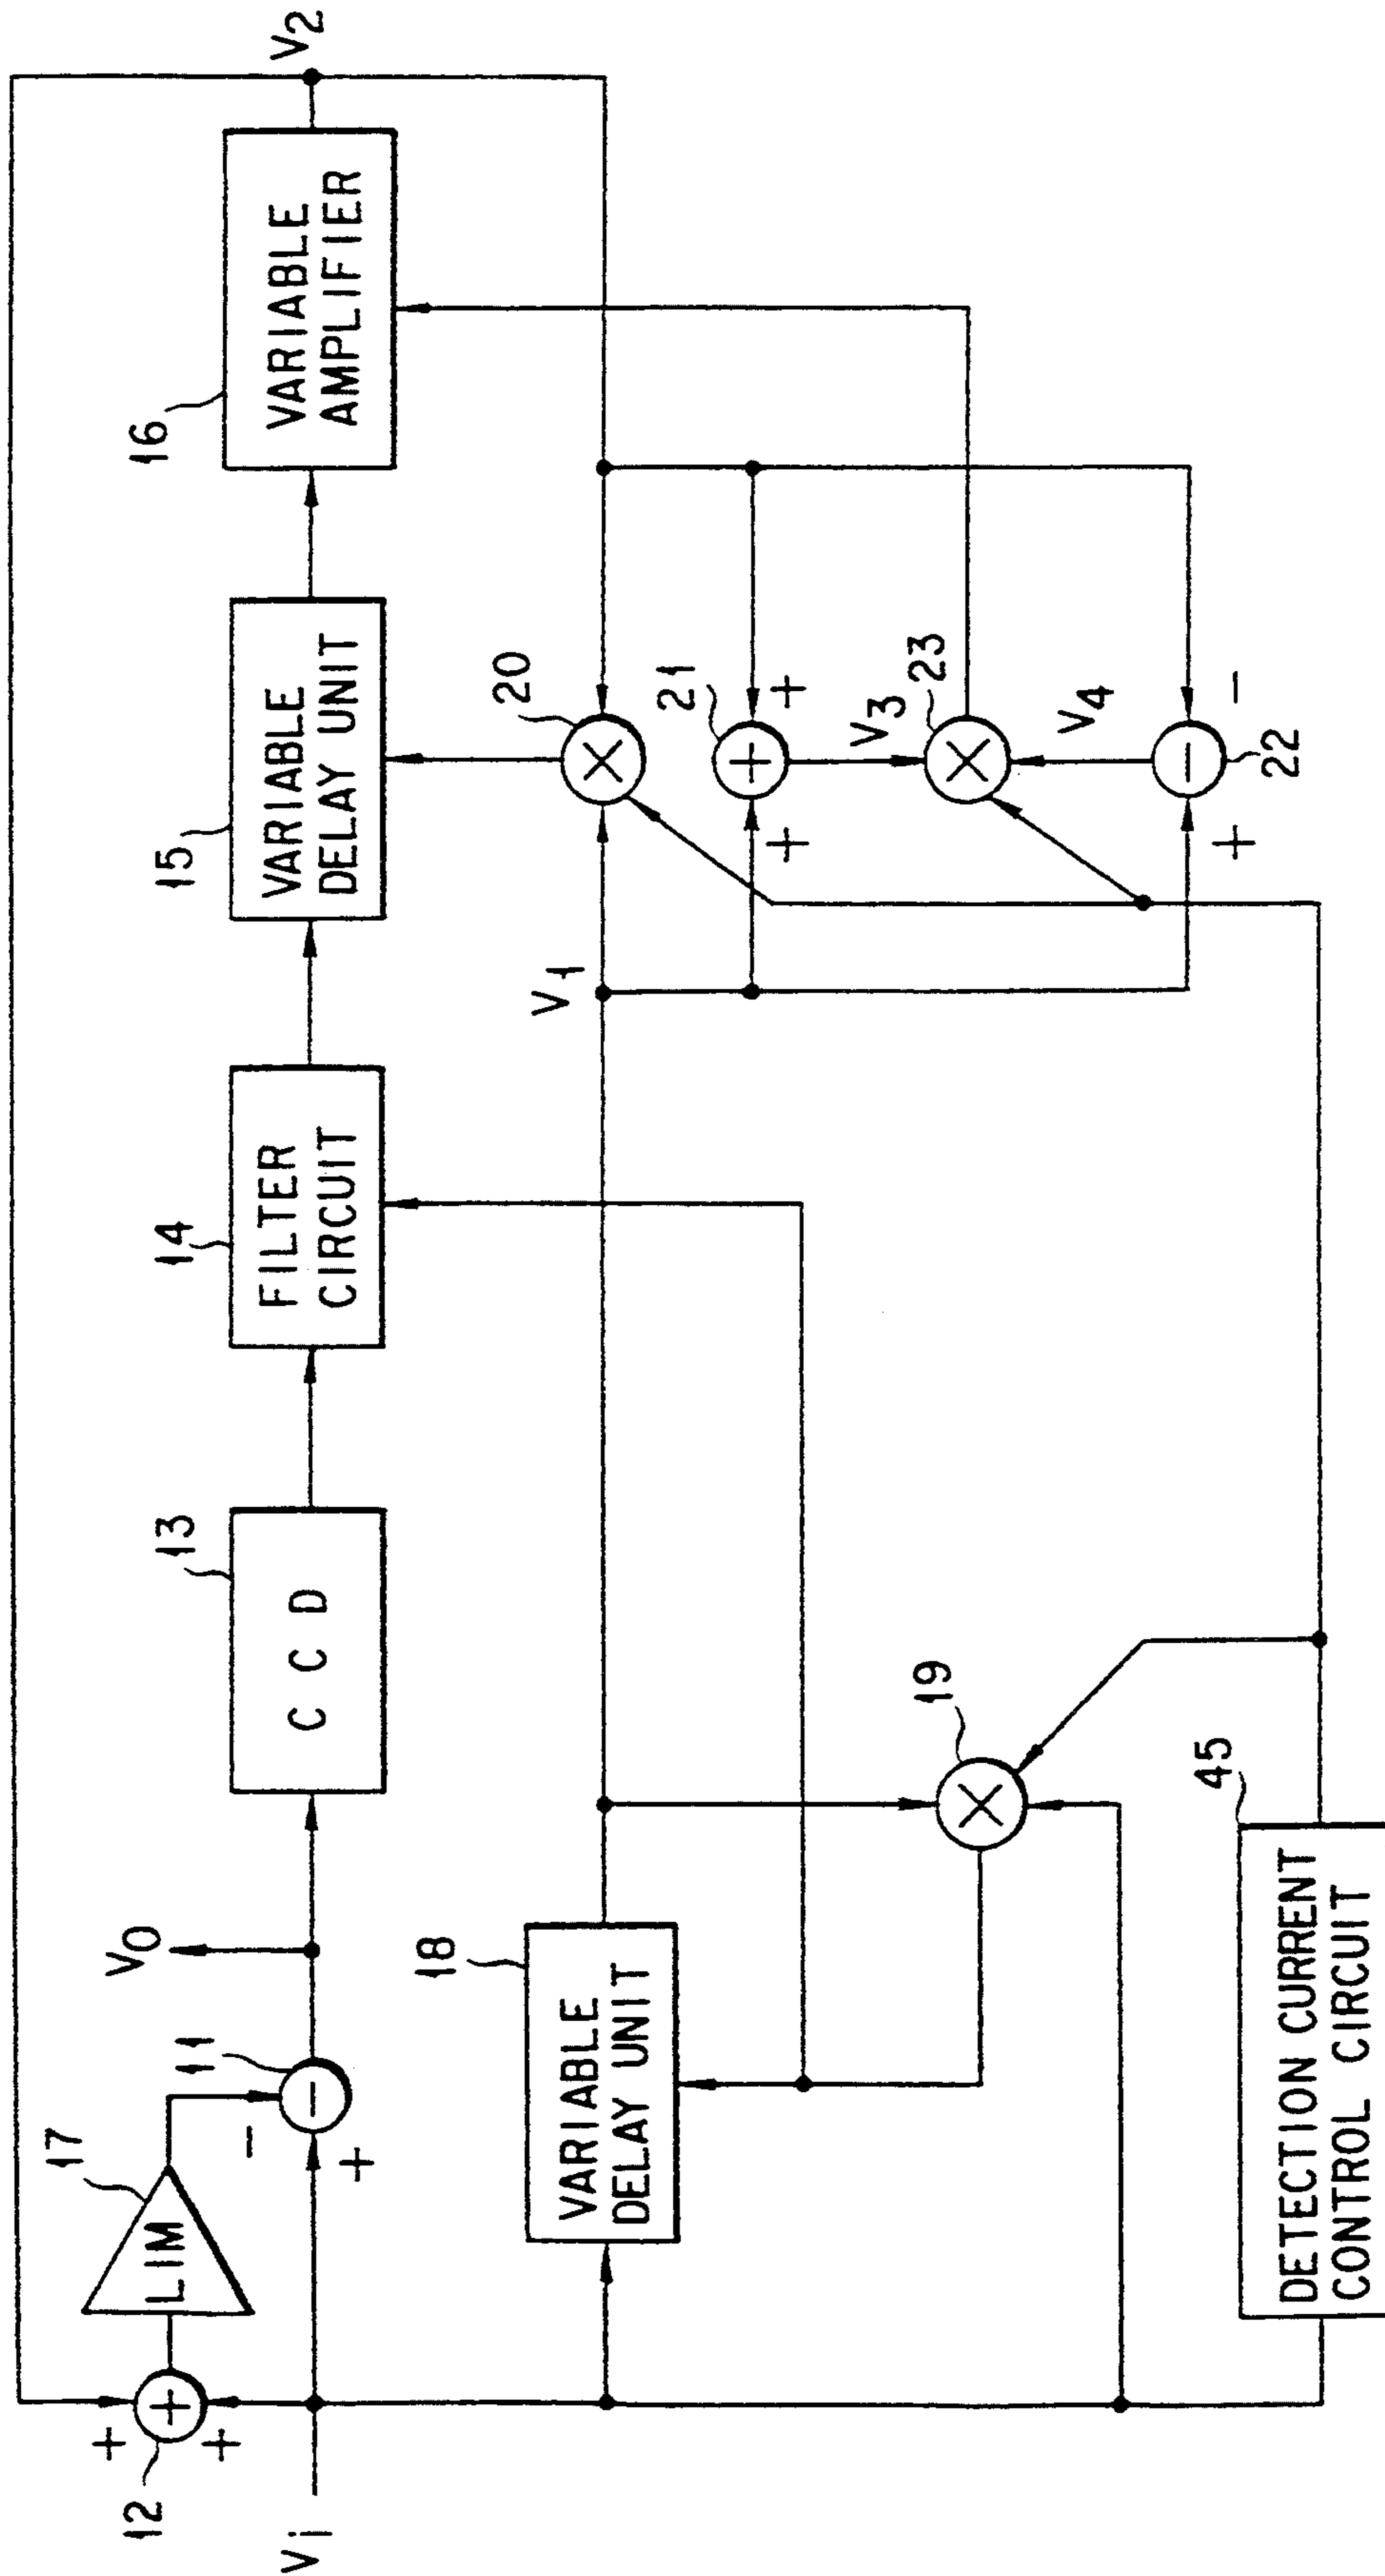 V2
16
VARIABLE
AMPLIFIER
15
VARIABLE
DELAY UNIT
14
FILTER
CIRCUIT
13
CCD
V0
11
-
+
17
LIM
12
+
+
+
Vi
18
VARIABLE
DELAY UNIT
V1
19
20
21
+
+
+
V3
23
V4
22
-
+
-
45
DETECTION CURRENT
CONTROL CIRCUIT